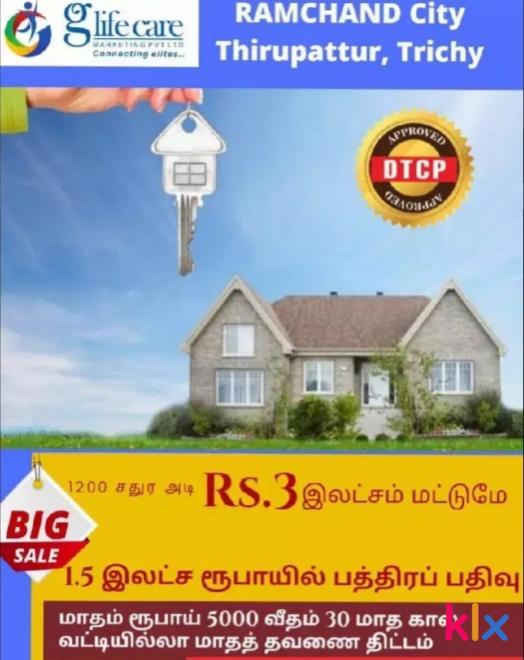 g life care
MARKETING PVT LTD
Connecting elites...
RAMCHAND City
Thirupattur, Trichy
APPROVED
DTCP
APPROVED
1200 சதுர அடி Rs.3 இலட்சம் மட்டுமே
BIG
SALE
1.5 இலட்ச ரூபாயில் பத்திரப் பதிவு
மாதம் ரூபாய் 5000 வீதம் 30 மாத கால
வட்டியில்லா மாதத் தவணை திட்டம்
klx